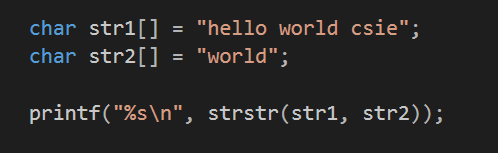 char str1[] = "hello world csie";
char str2[] = "world";
printf("%s\n", strstr(str1, str2));